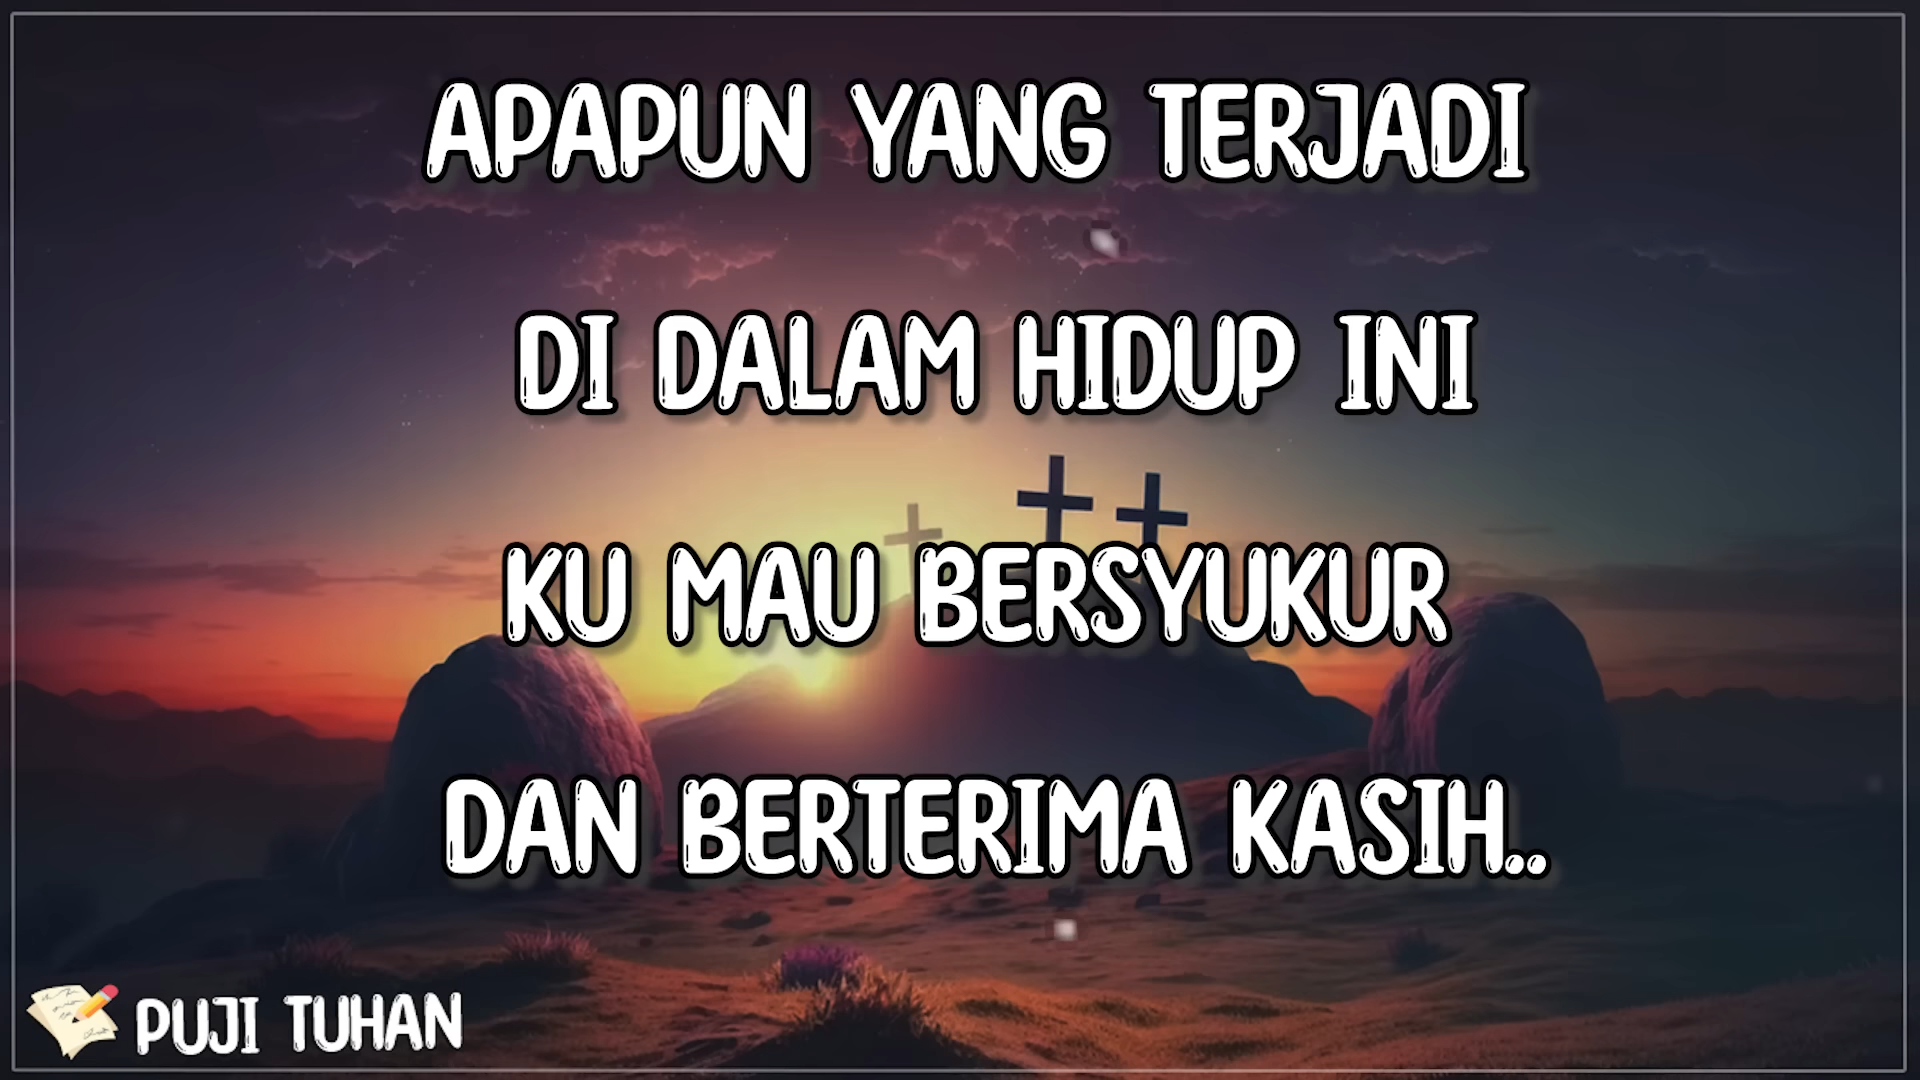 APAPUN YANG TERJADI
DI DALAM HIDUP INI
KU MAU BERSYUKUR
DAN BERTERIMA KASIH..
PUJI TUHAN